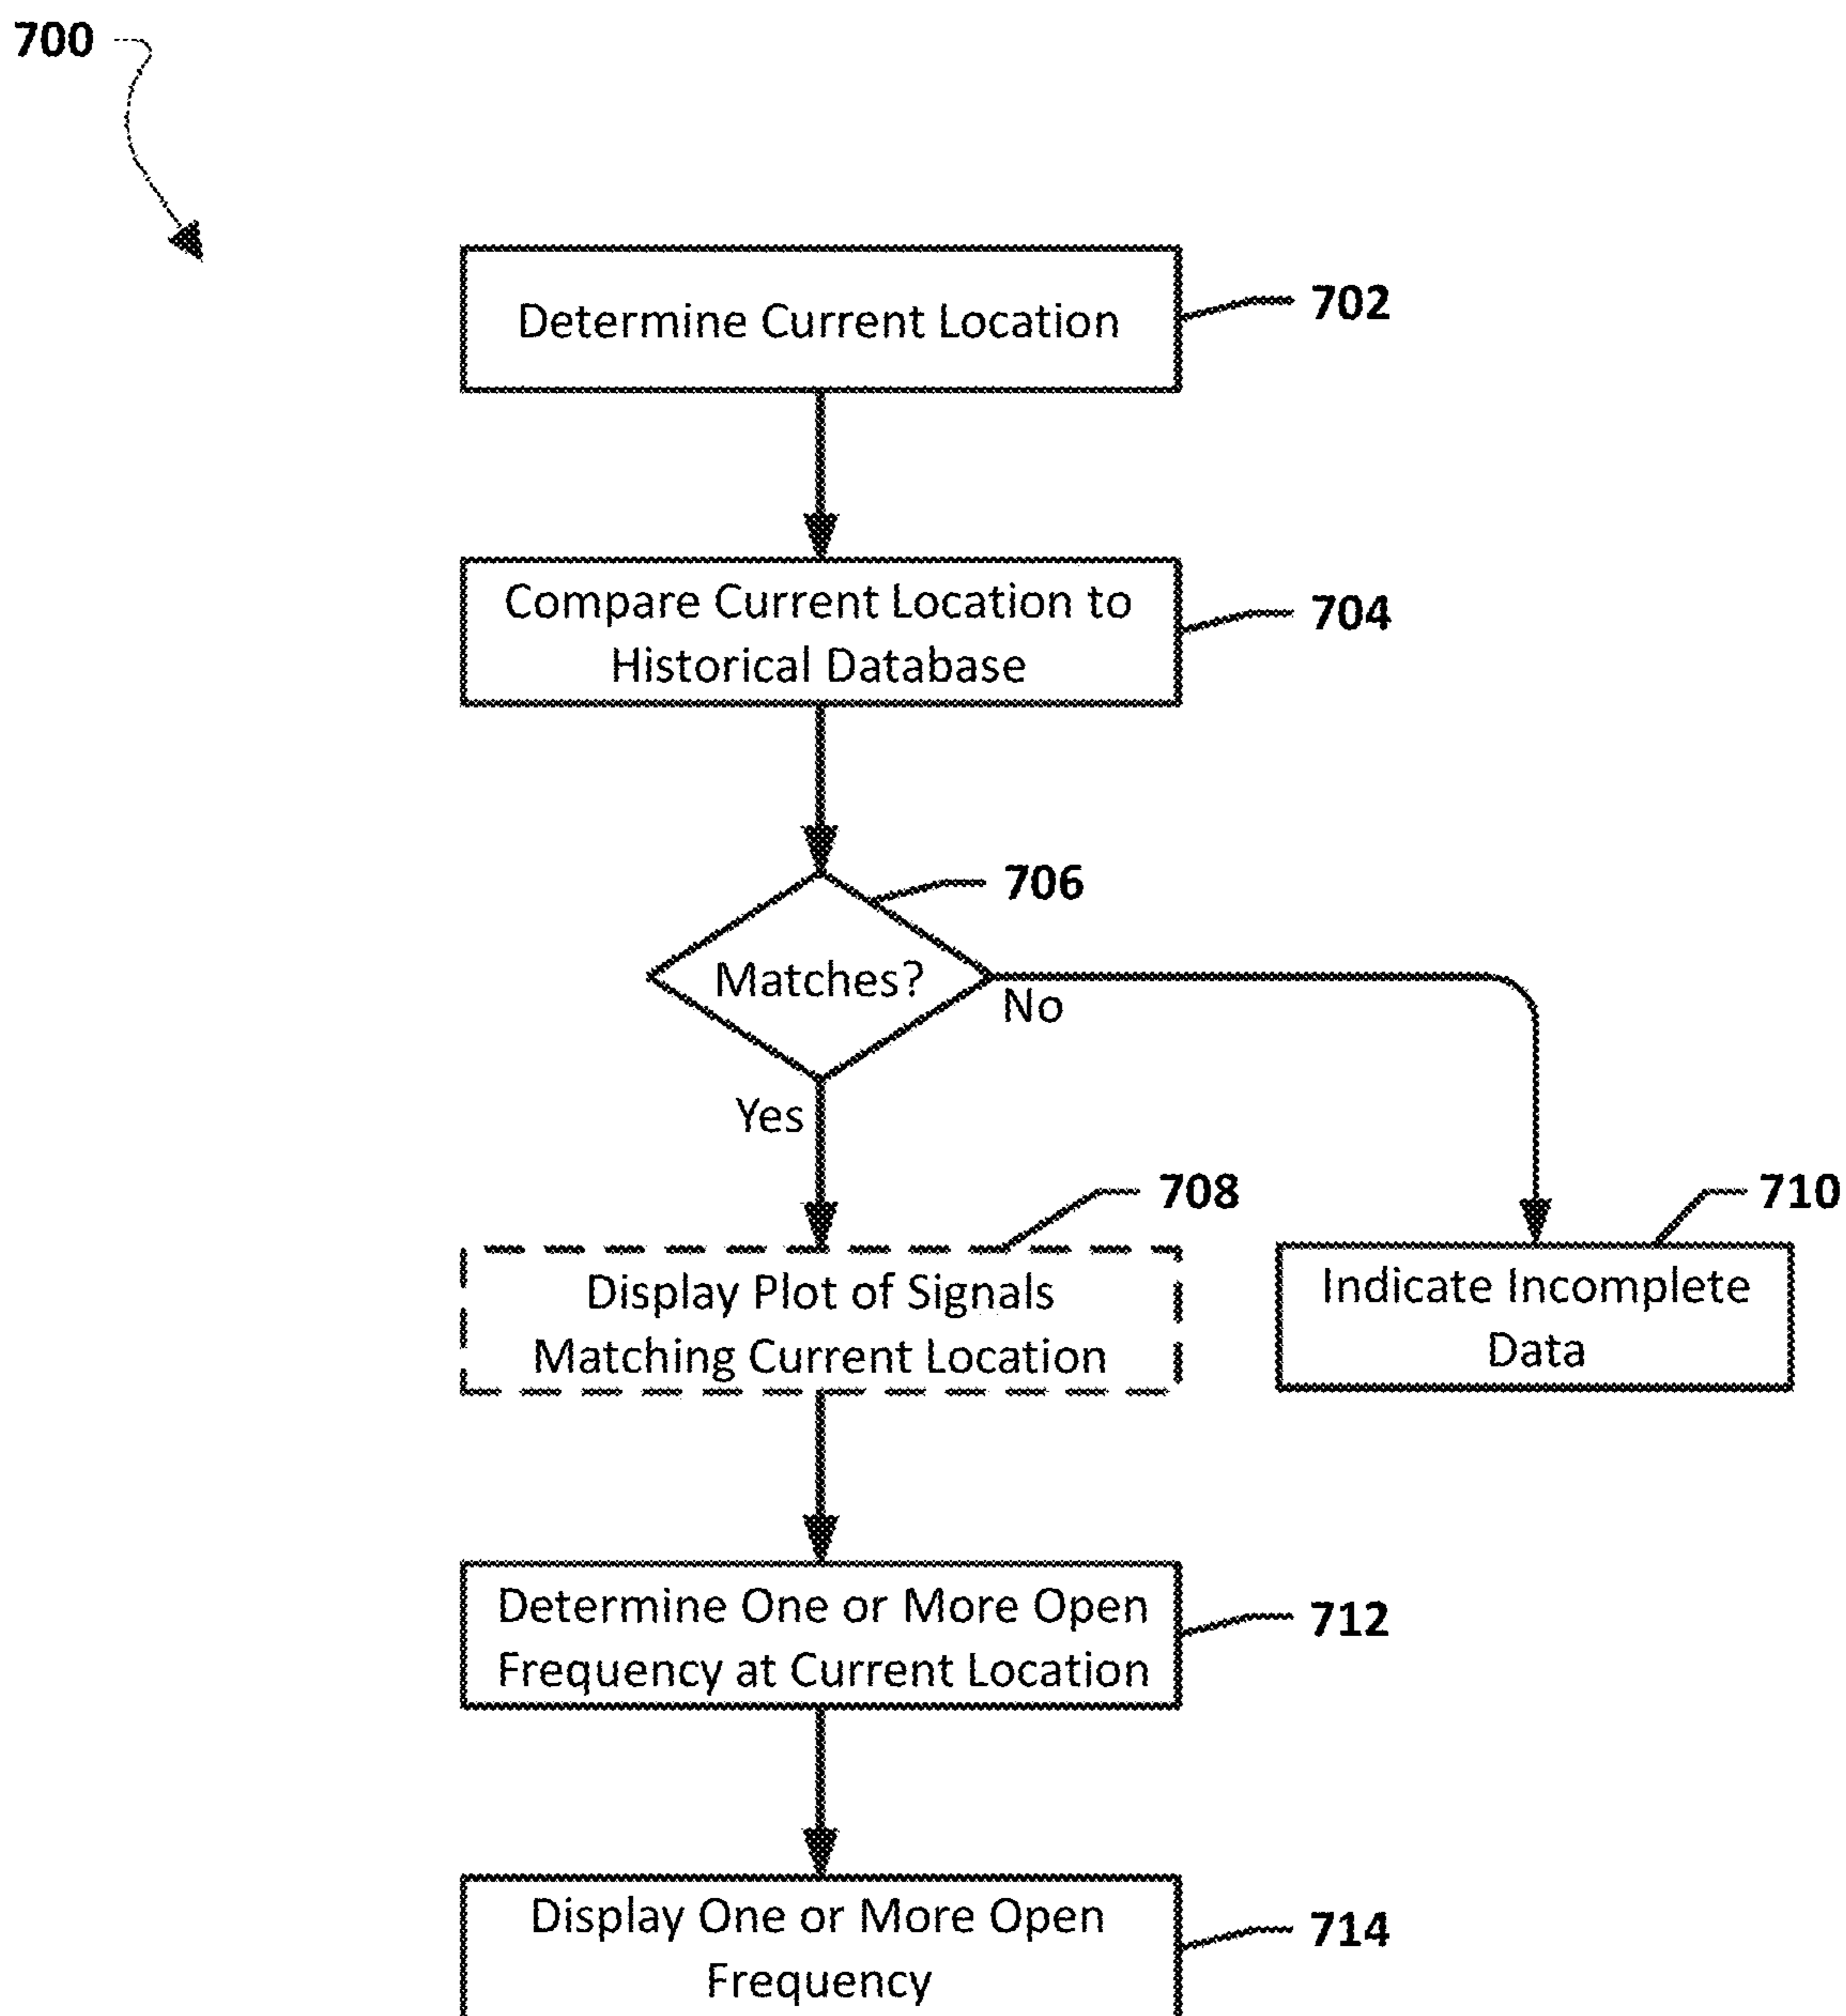 700
Determine Current Location
702
Compare Current Location to
Historical Database
704
706
Matches?
No
Yes
708
710
Display Plot of Signals
Matching Current Location
Indicate Incomplete
Data
Determine One or More Open
Frequency at Current Location
712
Display One or More Open
Frequency
714